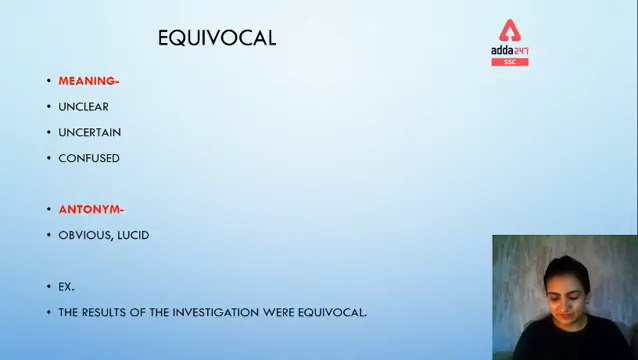 EQUIVOCAL
adda247
SSC
• MEANING-
• UNCLEAR
• UNCERTAIN
• CONFUSED
• ANTONYM-
• OBVIOUS, LUCID
• EX.
• THE RESULTS OF THE INVESTIGATION WERE EQUIVOCAL.